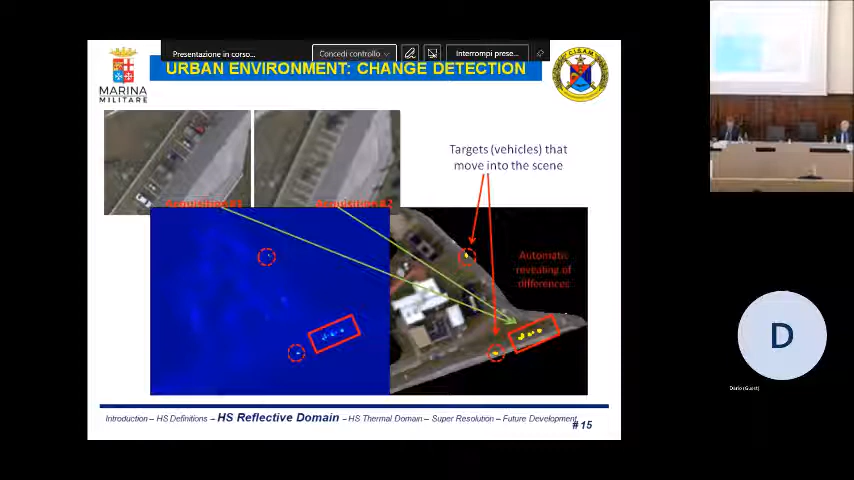 Presentazione in corso...
Concedi controllo
Interrompi prese...
URBAN ENVIRONMENT: CHANGE DETECTION
MARINA
MILITARE
C.I.S.A.M.
Targets (vehicles) that
move into the scene
Acquisition #1
Acquisition #2
Automatic
revealing of
differences
Introduction – HS Definitions – HS Reflective Domain – HS Thermal Domain – Super Resolution – Future Development
#15
D
Dario (Guest)